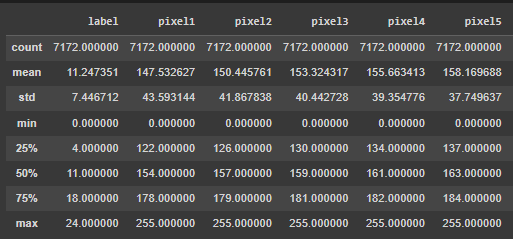 label pixel1 pixel2 pixel3 pixel4 pixel5
count 7172.000000 7172.000000 7172.000000 7172.000000 7172.000000 7172.000000
mean 11.247351 147.532627 150.445761 153.324317 155.663413 158.169688
std 7.446712 43.593144 41.867838 40.442728 39.354776 37.749637
min 0.000000 0.000000 0.000000 0.000000 0.000000 0.000000
25% 4.000000 122.000000 126.000000 130.000000 134.000000 137.000000
50% 11.000000 154.000000 157.000000 159.000000 161.000000 163.000000
75% 18.000000 178.000000 179.000000 181.000000 182.000000 184.000000
max 24.000000 255.000000 255.000000 255.000000 255.000000 255.000000